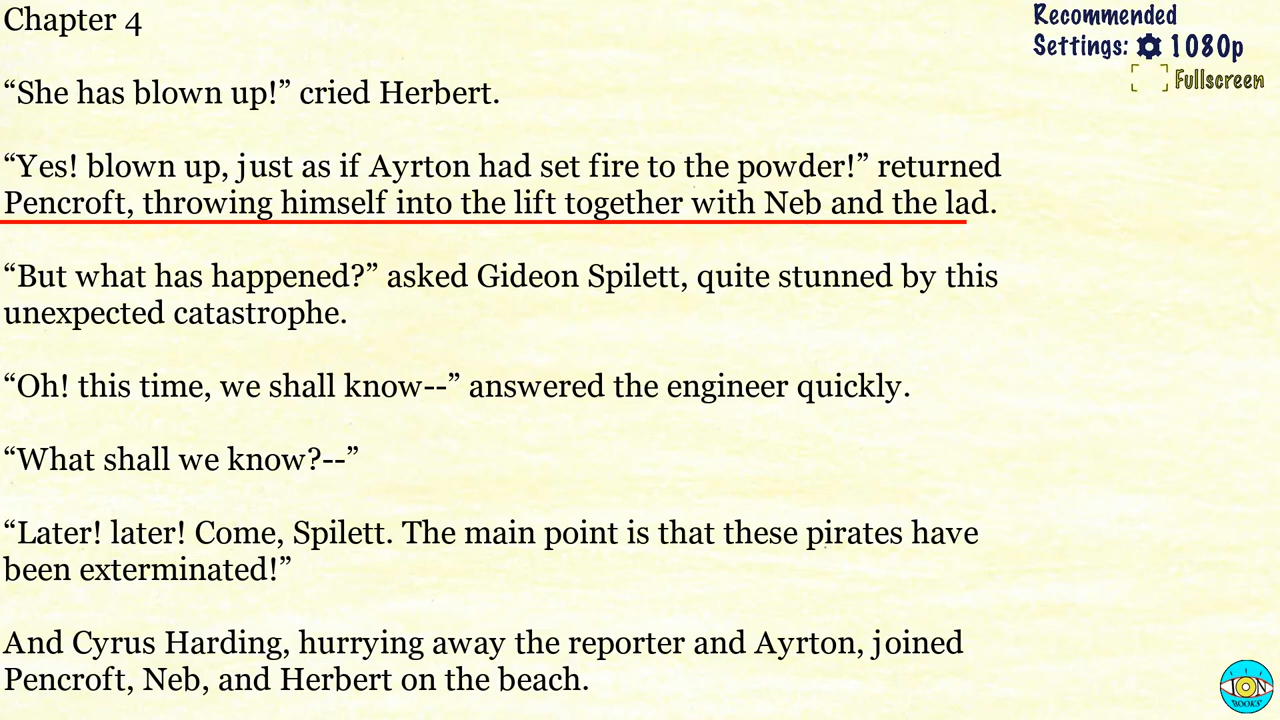 Chapter 4
“She has blown up!” cried Herbert.
“Yes! blown up, just as if Ayrton had set fire to the powder!” returned
Pencroft, throwing himself into the lift together with Neb and the lad.
“But what has happened?” asked Gideon Spilett, quite stunned by this
unexpected catastrophe.
“Oh! this time, we shall know--” answered the engineer quickly.
“What shall we know?--”
“Later! later! Come, Spilett. The main point is that these pirates have
been exterminated!”
And Cyrus Harding, hurrying away the reporter and Ayrton, joined
Pencroft, Neb, and Herbert on the beach.
Recommended
Settings: 1080p
Fullscreen
ION
BOOKS